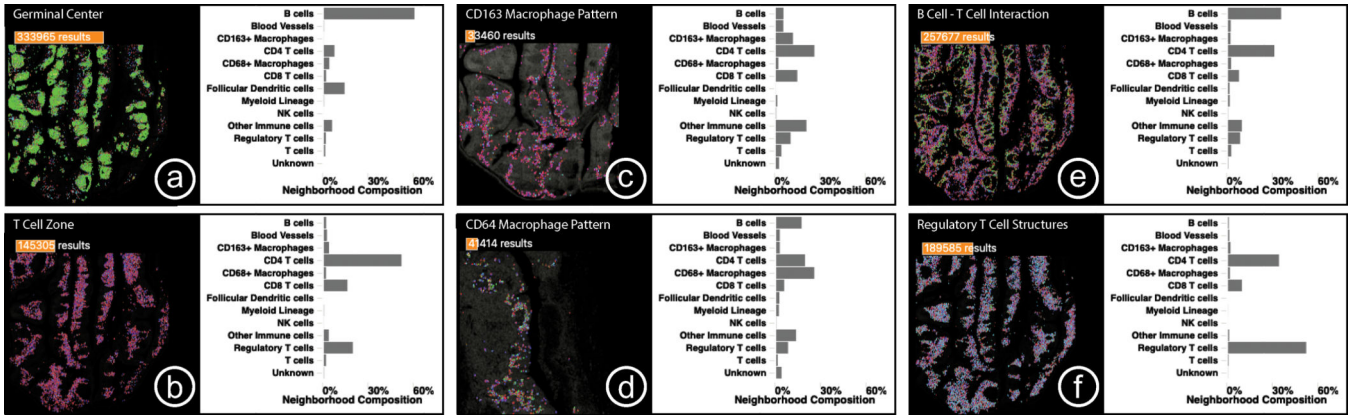 Germinal Center
333965 results
B cells
Blood Vessels
CD163+ Macrophages
CD4 T cells
CD68+ Macrophages
CD8 T cells
Follicular Dendritic cells
Myeloid Lineage
NK cells
Other Immune cells
Regulatory T cells
T cells
Unknown
0% 30% 60%
Neighborhood Composition
a
CD163 Macrophage Pattern
33460 results
B cells
Blood Vessels
CD163+ Macrophages
CD4 T cells
CD68+ Macrophages
CD8 T cells
Follicular Dendritic cells
Myeloid Lineage
NK cells
Other Immune cells
Regulatory T cells
T cells
Unknown
0% 30% 60%
Neighborhood Composition
c
B Cell - T Cell Interaction
257677 results
B cells
Blood Vessels
CD163+ Macrophages
CD4 T cells
CD68+ Macrophages
CD8 T cells
Follicular Dendritic cells
Myeloid Lineage
NK cells
Other Immune cells
Regulatory T cells
T cells
Unknown
0% 30% 60%
Neighborhood Composition
e
T Cell Zone
145305 results
B cells
Blood Vessels
CD163+ Macrophages
CD4 T cells
CD68+ Macrophages
CD8 T cells
Follicular Dendritic cells
Myeloid Lineage
NK cells
Other Immune cells
Regulatory T cells
T cells
Unknown
0% 30% 60%
Neighborhood Composition
b
CD64 Macrophage Pattern
41414 results
B cells
Blood Vessels
CD163+ Macrophages
CD4 T cells
CD68+ Macrophages
CD8 T cells
Follicular Dendritic cells
Myeloid Lineage
NK cells
Other Immune cells
Regulatory T cells
T cells
Unknown
0% 30% 60%
Neighborhood Composition
d
Regulatory T Cell Structures
189585 results
B cells
Blood Vessels
CD163+ Macrophages
CD4 T cells
CD68+ Macrophages
CD8 T cells
Follicular Dendritic cells
Myeloid Lineage
NK cells
Other Immune cells
Regulatory T cells
T cells
Unknown
0% 30% 60%
Neighborhood Composition
f